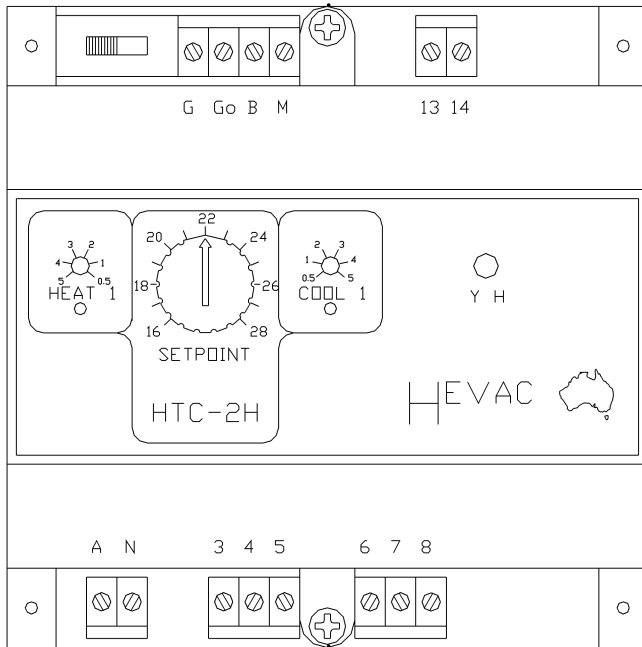 G Go B M 13 14
22
20 24
18 26
16 28
3 2
4 1
5 0.5
HEAT 1
2 3
1 4
0.5 5
COOL 1
Y H
SETPOINT
HTC-2H
HEVAC
A N 3 4 5 6 7 8